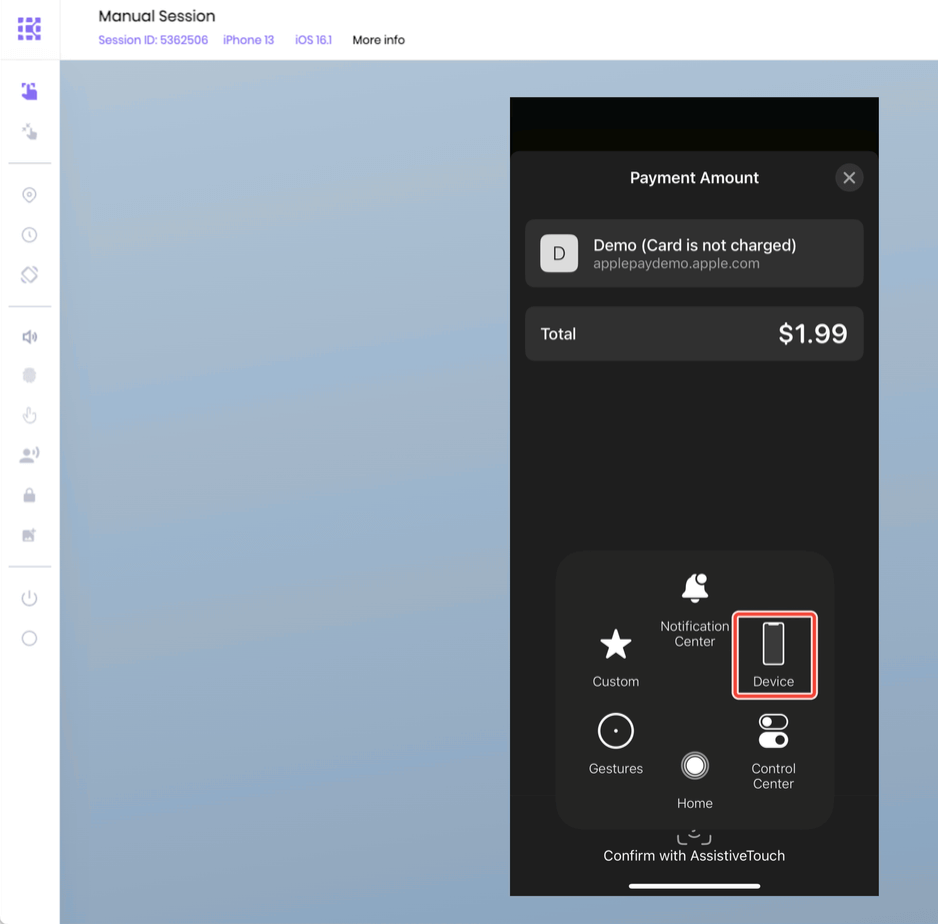 Manual Session
Session ID: 5362506 iPhone 13 iOS 16.1 More info
Payment Amount
D
Demo (Card is not charged)
applepaydemo.apple.com
Total $1.99
Notification
Center
Custom
Device
Gestures
Control
Center
Home
Confirm with AssistiveTouch